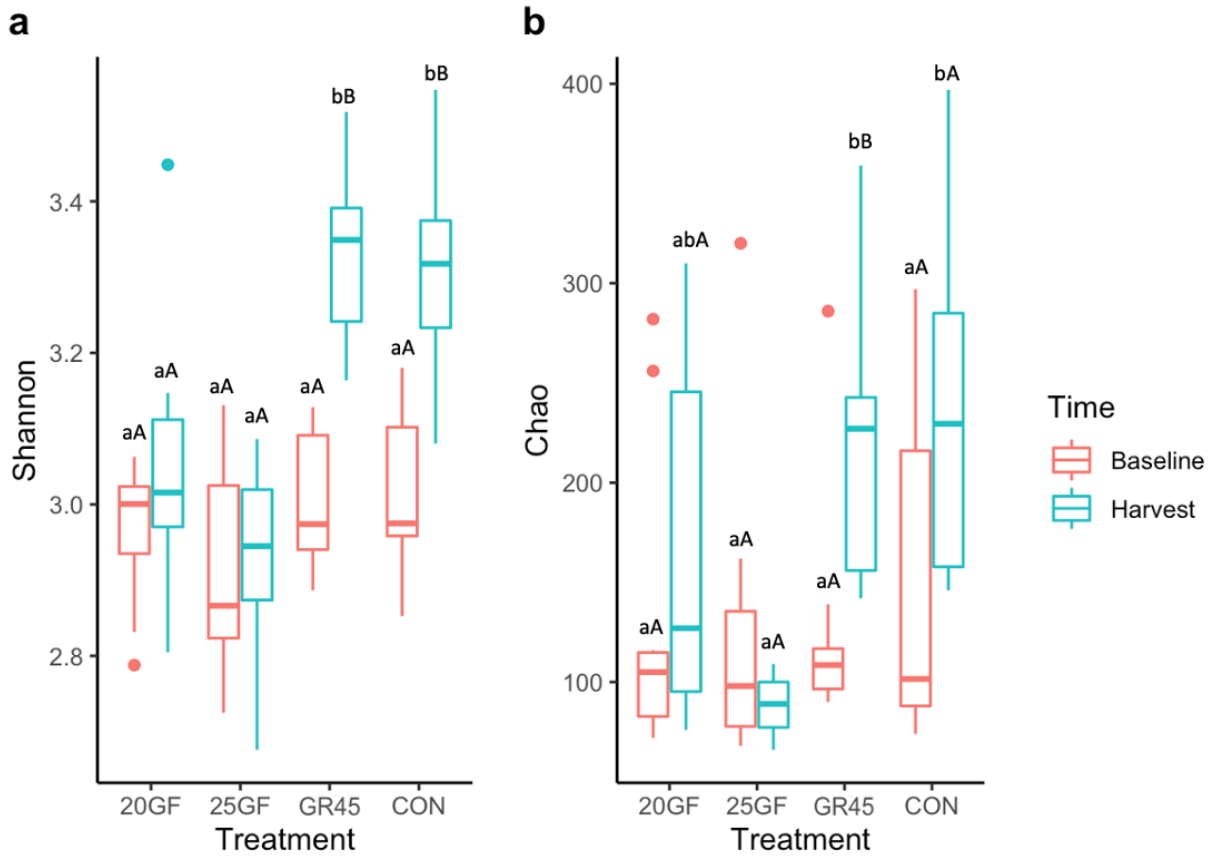 a
Shannon
3.4
3.2
3.0
2.8
aA
aA
aA
aA
aA
bB
aA
bB
20GF
25GF
GR45
CON
Treatment
b
Chao
400
300
200
100
aA
abA
aA
aA
aA
bB
aA
bA
20GF
25GF
GR45
CON
Treatment
Time
Baseline
Harvest